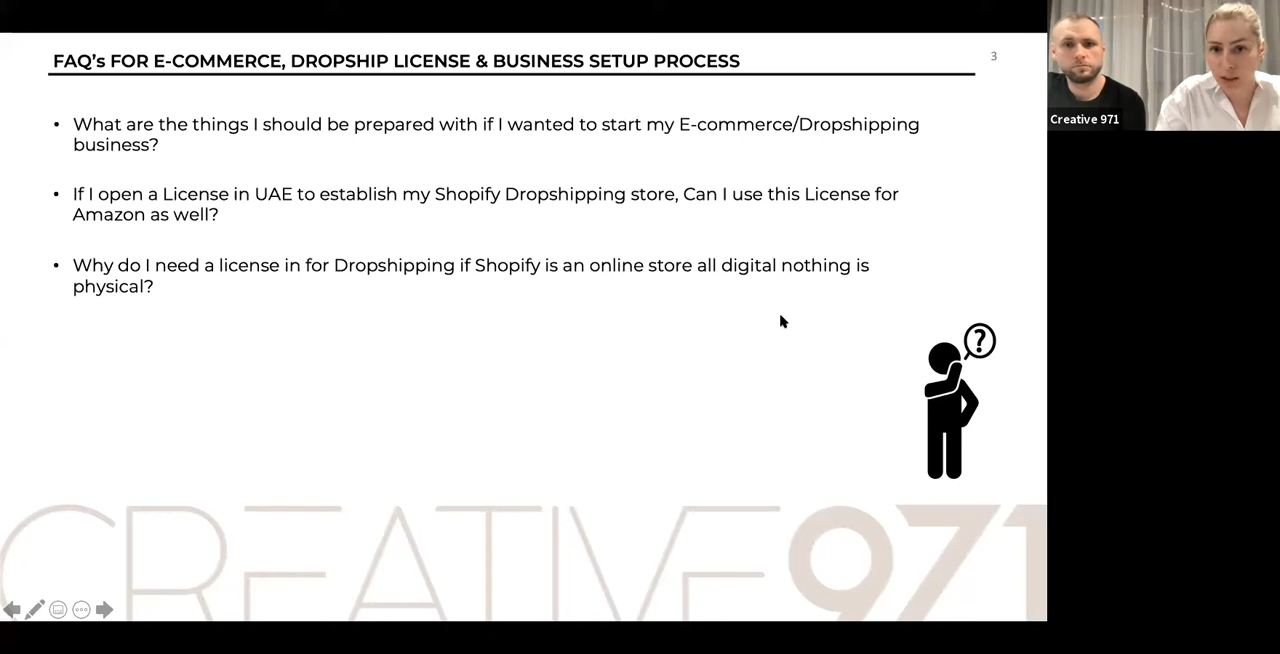 FAQ's FOR E-COMMERCE, DROPSHIP LICENSE & BUSINESS SETUP PROCESS
3
• What are the things I should be prepared with if I wanted to start my E-commerce/Dropshipping
business?
• If I open a License in UAE to establish my Shopify Dropshipping store, Can I use this License for
Amazon as well?
• Why do I need a license in for Dropshipping if Shopify is an online store all digital nothing is
physical?
?
CREATIVE971
Creative 971